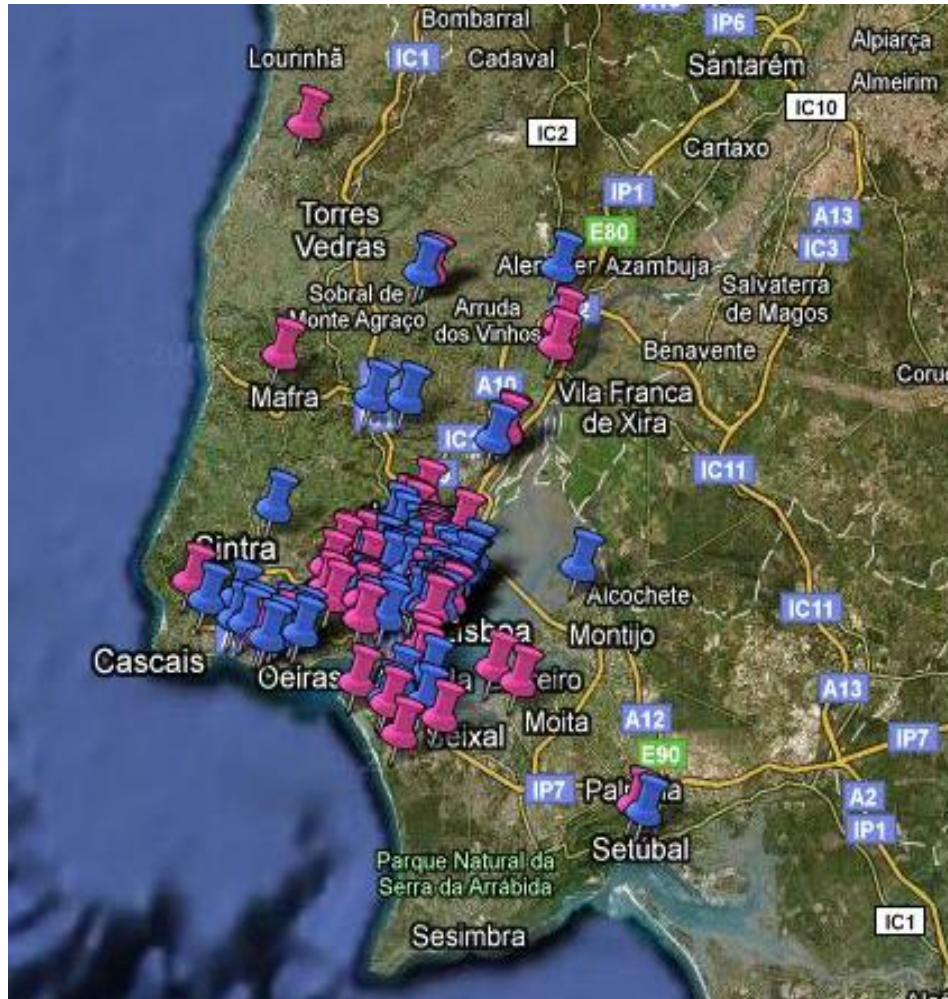 Bombarral
IP6
Lourinhã
IC1
Cadaval
Santarém
Alpiarça
Almeirim
IC10
IC2
Cartaxo
IP1
Torres
Vedras
E80
A13
IC3
Azambuja
Salvaterra
de Magos
Sobral de
Monte Agraço
Arruda
dos Vinhos
Benavente
A10
Mafra
Vila Franca
de Xira
IC11
Sintra
Alcochete
IC11
Lisboa
Montijo
Cascais
Oeiras
A13
Moita
A12
Seixal
IP7
E90
IP7
A2
IP1
Setúbal
Parque Natural da
Serra da Arrábida
IC1
Sesimbra